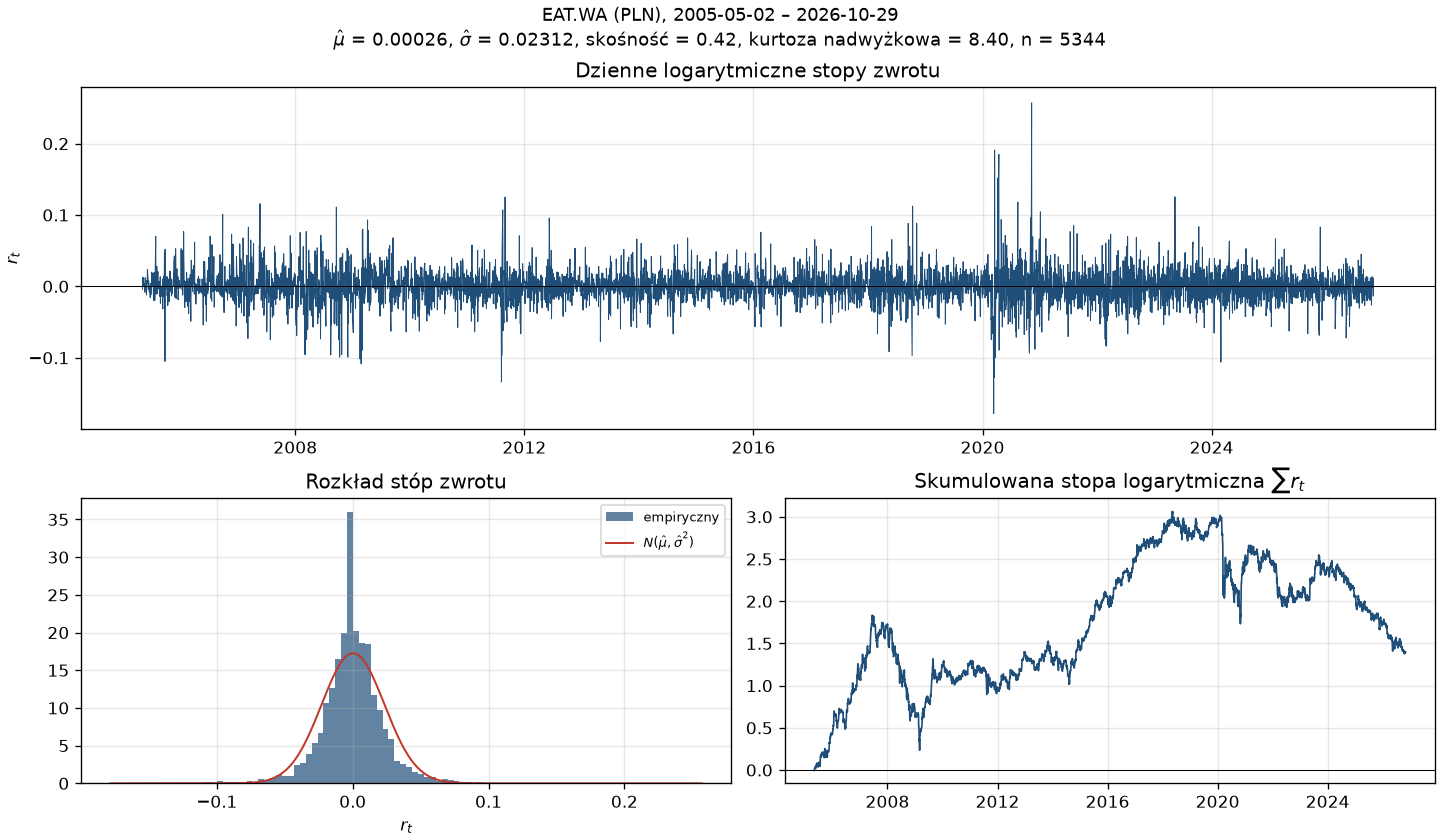 EAT.WA (PLN), 2005-05-02 – 2026-10-29
μ̂ = 0.00026, σ̂ = 0.02312, skośność = 0.42, kurtoza nadwyżkowa = 8.40, n = 5344
Dzienne logarytmiczne stopy zwrotu
0.2
0.1
0.0
−0.1
r_t
2008 2012 2016 2020 2024
Rozkład stóp zwrotu
35
30
25
20
15
10
5
0
empiryczny
N(μ̂, σ̂²)
−0.1 0.0 0.1 0.2
r_t
Skumulowana stopa logarytmiczna ∑r_t
3.0
2.5
2.0
1.5
1.0
0.5
0.0
2008 2012 2016 2020 2024